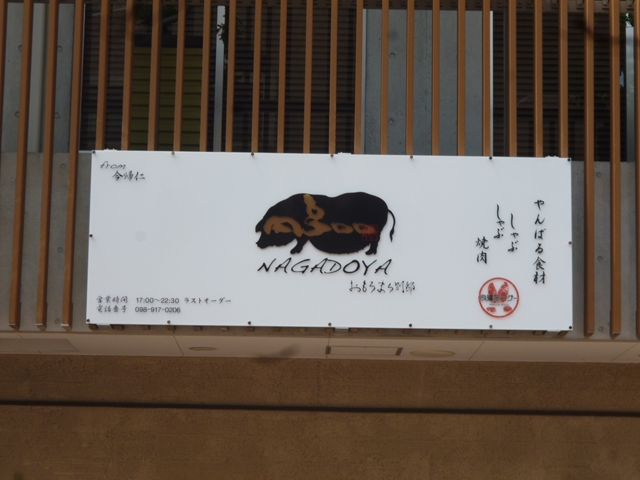 from
今帰仁
NAGADOYA
おもろまち別邸
やんばる食材
しゃぶ
しゃぶ
焼肉
営業時間 17:00～22:30 ラストオーダー
電話番号 098-917-0206